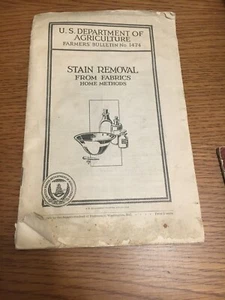 U.S. DEPARTMENT OF
AGRICULTURE
FARMERS' BULLETIN No. 1474
STAIN REMOVAL
FROM FABRICS
HOME METHODS